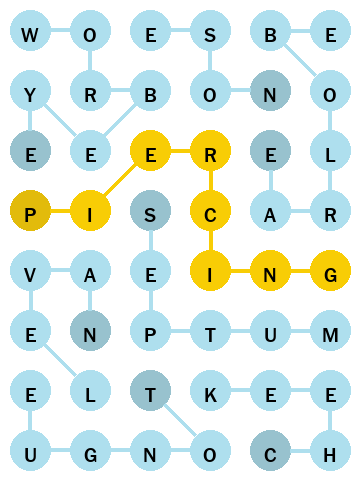 W O E S B E
Y R B O N O
E E E R E L
P I S C A R
V A E I N G
E N P T U M
E L T K E E
U G N O C H